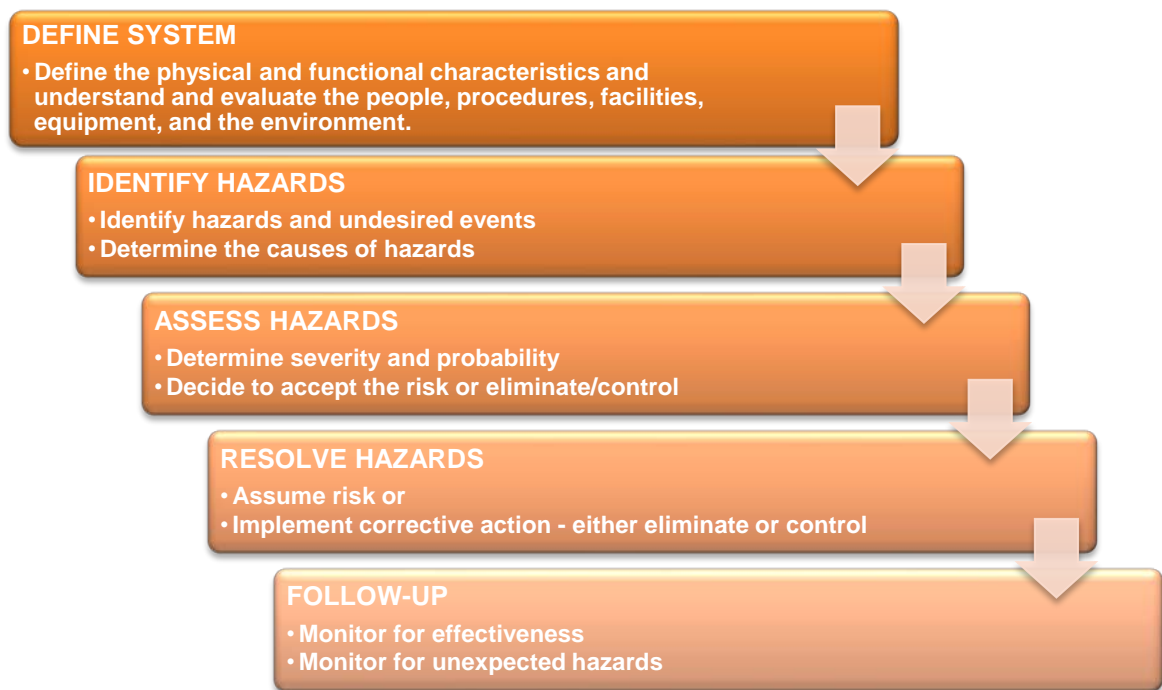 DEFINE SYSTEM
• Define the physical and functional characteristics and
understand and evaluate the people, procedures, facilities,
equipment, and the environment.
IDENTIFY HAZARDS
• Identify hazards and undesired events
• Determine the causes of hazards
ASSESS HAZARDS
• Determine severity and probability
• Decide to accept the risk or eliminate/control
RESOLVE HAZARDS
• Assume risk or
• Implement corrective action - either eliminate or control
FOLLOW-UP
• Monitor for effectiveness
• Monitor for unexpected hazards